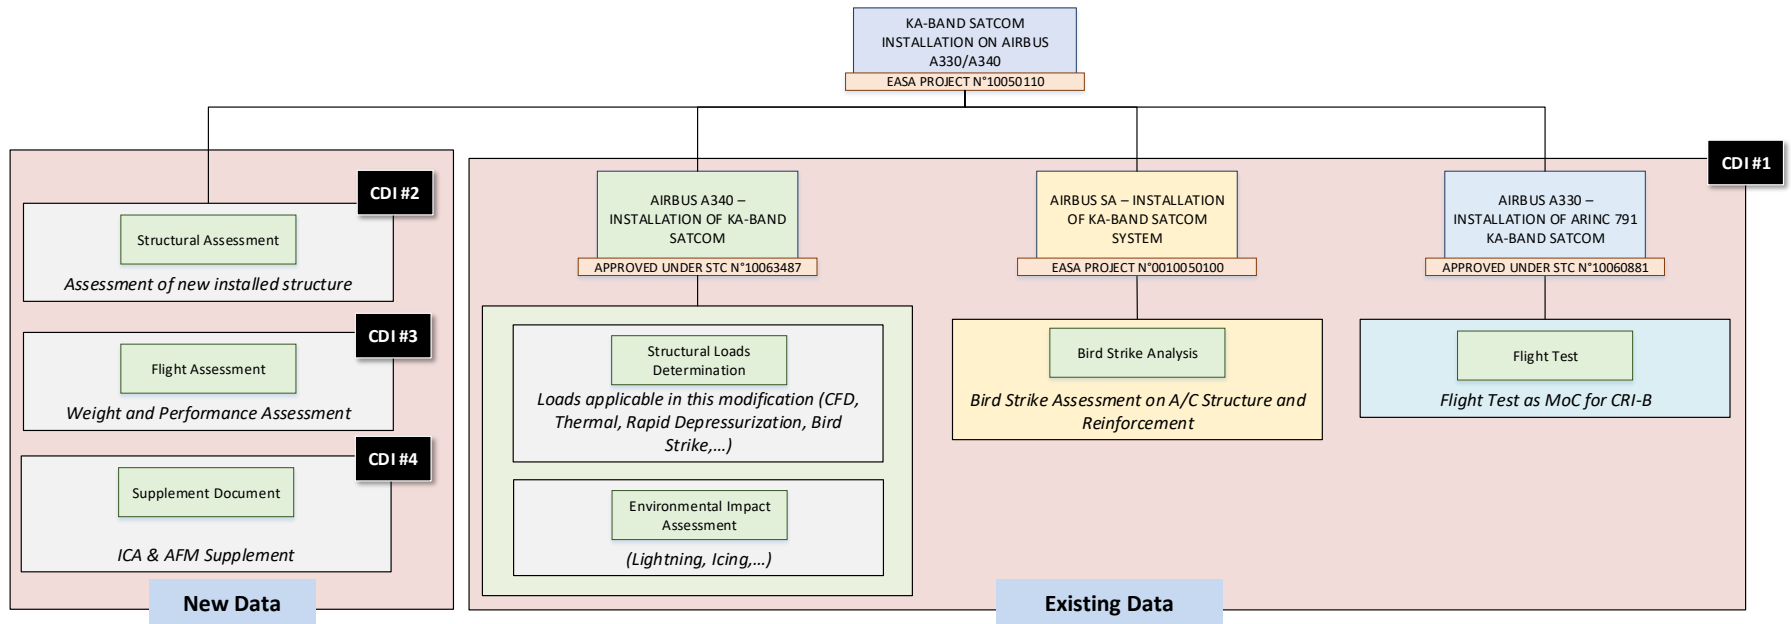 KA-BAND SATCOM
INSTALLATION ON AIRBUS
A330/A340
EASA PROJECT N°10050110
CDI #1
CDI #2
Structural Assessment
Assessment of new installed structure
CDI #3
Flight Assessment
Weight and Performance Assessment
CDI #4
Supplement Document
ICA & AFM Supplement
New Data
AIRBUS A340 –
INSTALLATION OF KA-BAND
SATCOM
APPROVED UNDER STC N°10063487
Structural Loads
Determination
Loads applicable in this modification (CFD,
Thermal, Rapid Depressurization, Bird
Strike,...)
Environmental Impact
Assessment
(Lightning, Icing,...)
AIRBUS SA – INSTALLATION
OF KA-BAND SATCOM
SYSTEM
EASA PROJECT N°0010050100
Bird Strike Analysis
Bird Strike Assessment on A/C Structure and
Reinforcement
AIRBUS A330 –
INSTALLATION OF ARINC 791
KA-BAND SATCOM
APPROVED UNDER STC N°10060881
Flight Test
Flight Test as MoC for CRI-B
Existing Data